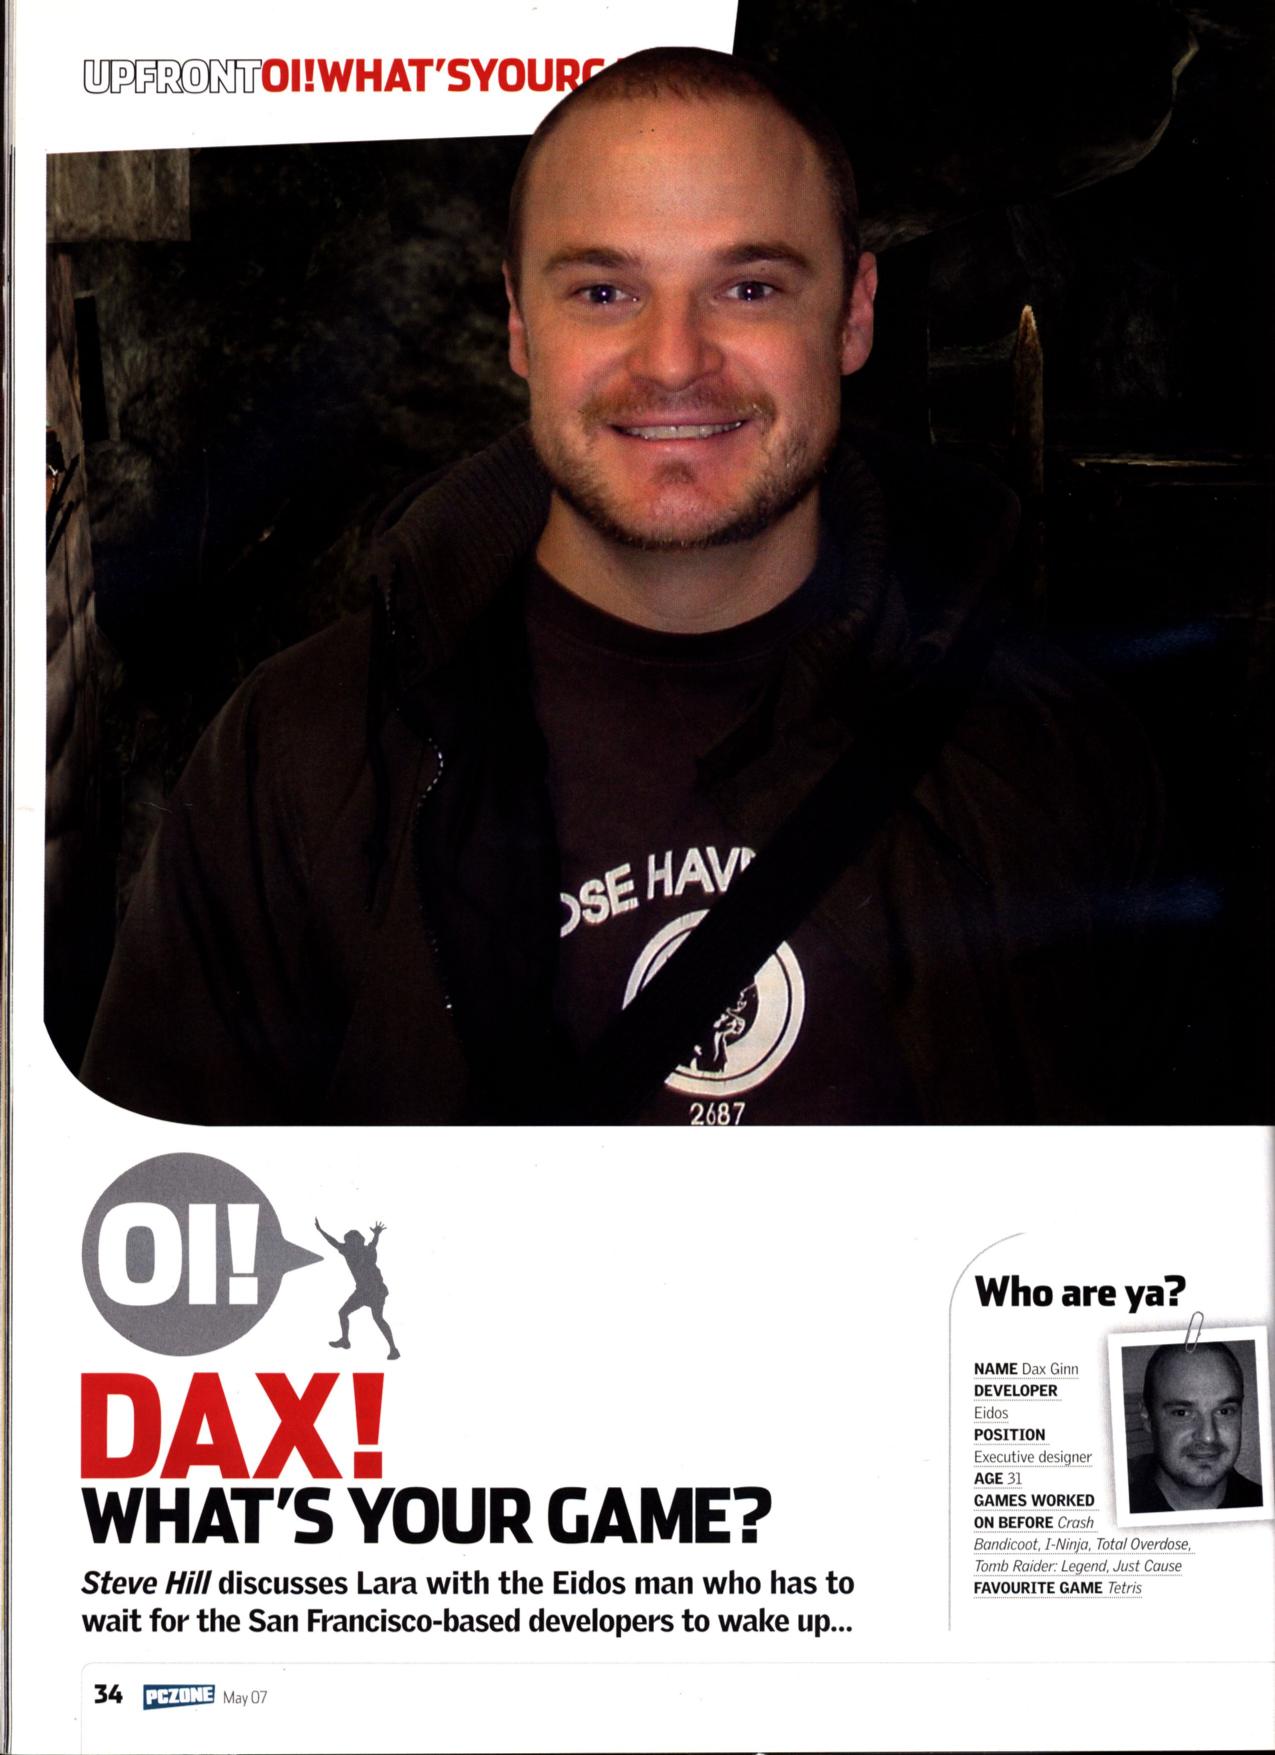 UPFRONTOI!WHAT'SYOURG
OSE HAV
2687
OI!
DAX!
WHAT'S YOUR GAME?
Steve Hill discusses Lara with the Eidos man who has to
wait for the San Francisco-based developers to wake up...
Who are ya?
NAME Dax Ginn
DEVELOPER
Eidos
POSITION
Executive designer
AGE 31
GAMES WORKED
ON BEFORE Crash
Bandicoot, I-Ninja, Total Overdose,
Tomb Raider: Legend, Just Cause
FAVOURITE GAME Tetris
34 PCZONE May 07